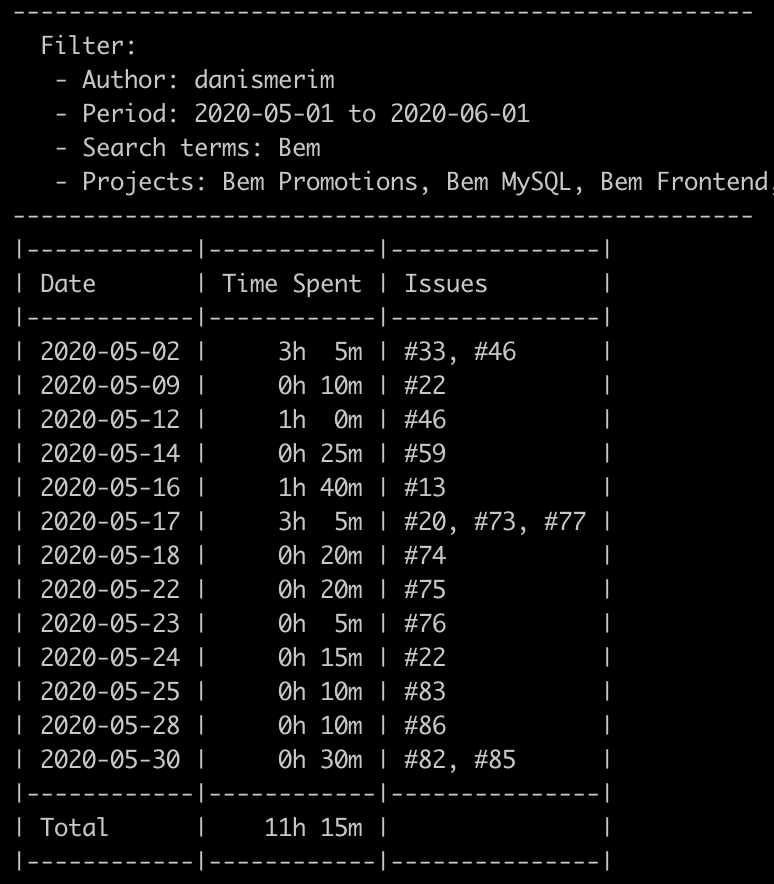 -----------------------------------------------------
  Filter:
   - Author: danismerim
   - Period: 2020-05-01 to 2020-06-01
   - Search terms: Bem
   - Projects: Bem Promotions, Bem MySQL, Bem Frontend,
-----------------------------------------------------
|------------|------------|---------------|
| Date       | Time Spent | Issues        |
|------------|------------|---------------|
| 2020-05-02 |     3h  5m | #33, #46      |
| 2020-05-09 |     0h 10m | #22           |
| 2020-05-12 |     1h  0m | #46           |
| 2020-05-14 |     0h 25m | #59           |
| 2020-05-16 |     1h 40m | #13           |
| 2020-05-17 |     3h  5m | #20, #73, #77 |
| 2020-05-18 |     0h 20m | #74           |
| 2020-05-22 |     0h 20m | #75           |
| 2020-05-23 |     0h  5m | #76           |
| 2020-05-24 |     0h 15m | #22           |
| 2020-05-25 |     0h 10m | #83           |
| 2020-05-28 |     0h 10m | #86           |
| 2020-05-30 |     0h 30m | #82, #85      |
|------------|------------|---------------|
| Total      |    11h 15m |               |
|------------|------------|---------------|